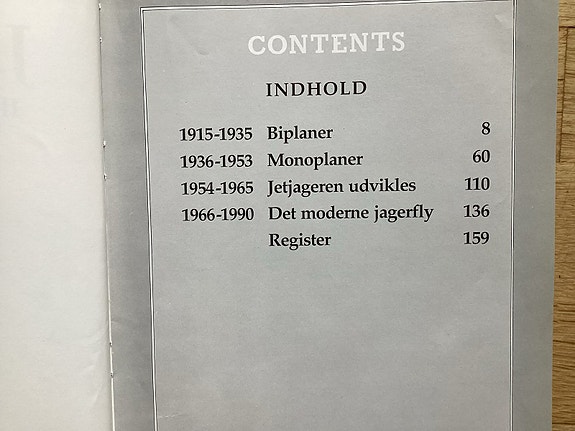 CONTENTS
INDHOLD
1915-1935 Biplaner 8
1936-1953 Monoplaner 60
1954-1965 Jetjageren udvikles 110
1966-1990 Det moderne jagerfly 136
Register 159